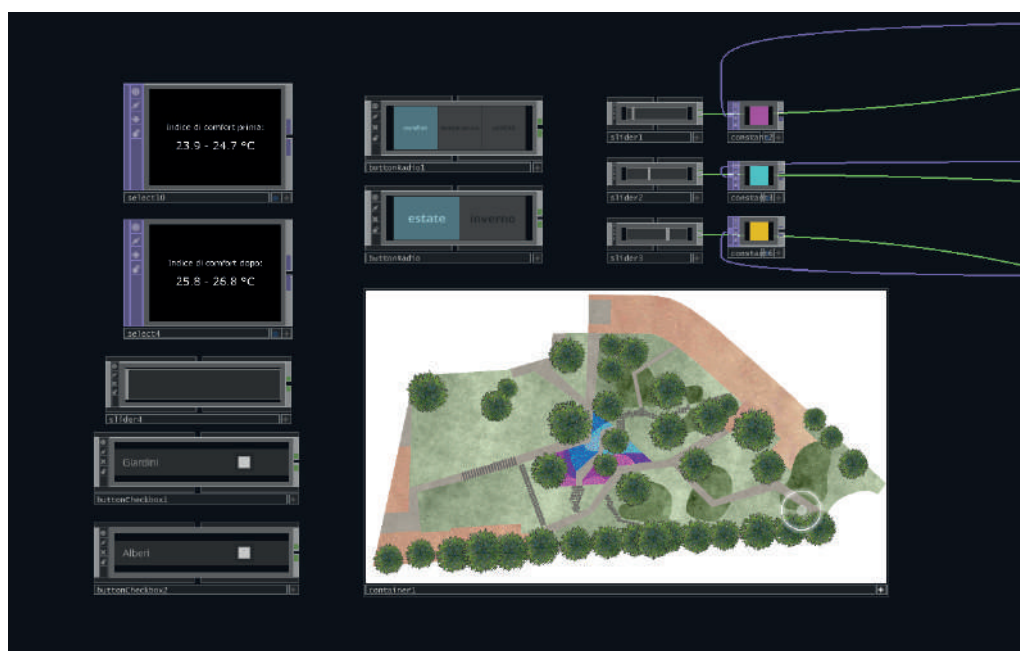 Indice di comfort prima:
23.9 - 24.7 °C
select10
Indice di comfort dopo:
25.8 - 26.8 °C
select4
slider4
Giardini
buttonCheckbox1
Alberi
buttonCheckbox2
buttonRadio1
estate
inverno
buttonRadio
slider1
slider2
slider3
container1